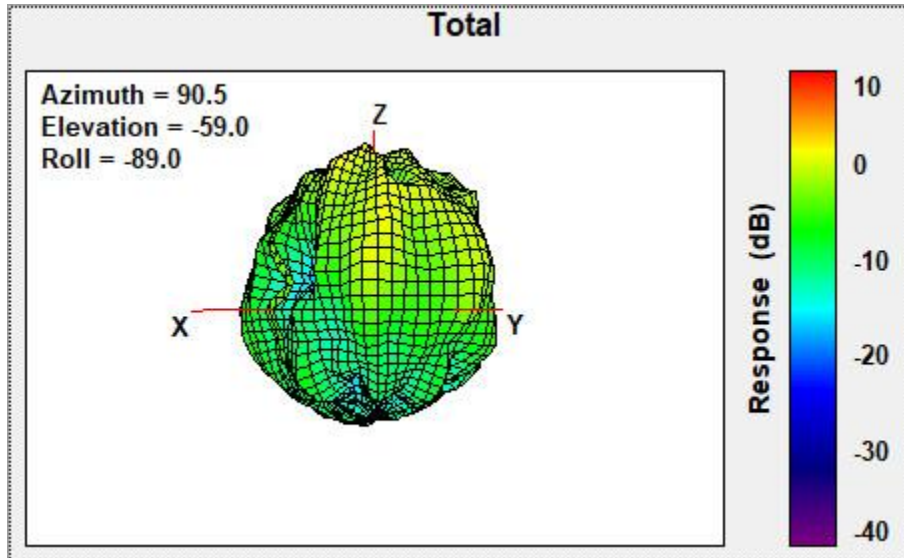 Total
Azimuth = 90.5
Elevation = -59.0
Roll = -89.0
Z
X
Y
Response (dB)
10
0
-10
-20
-30
-40